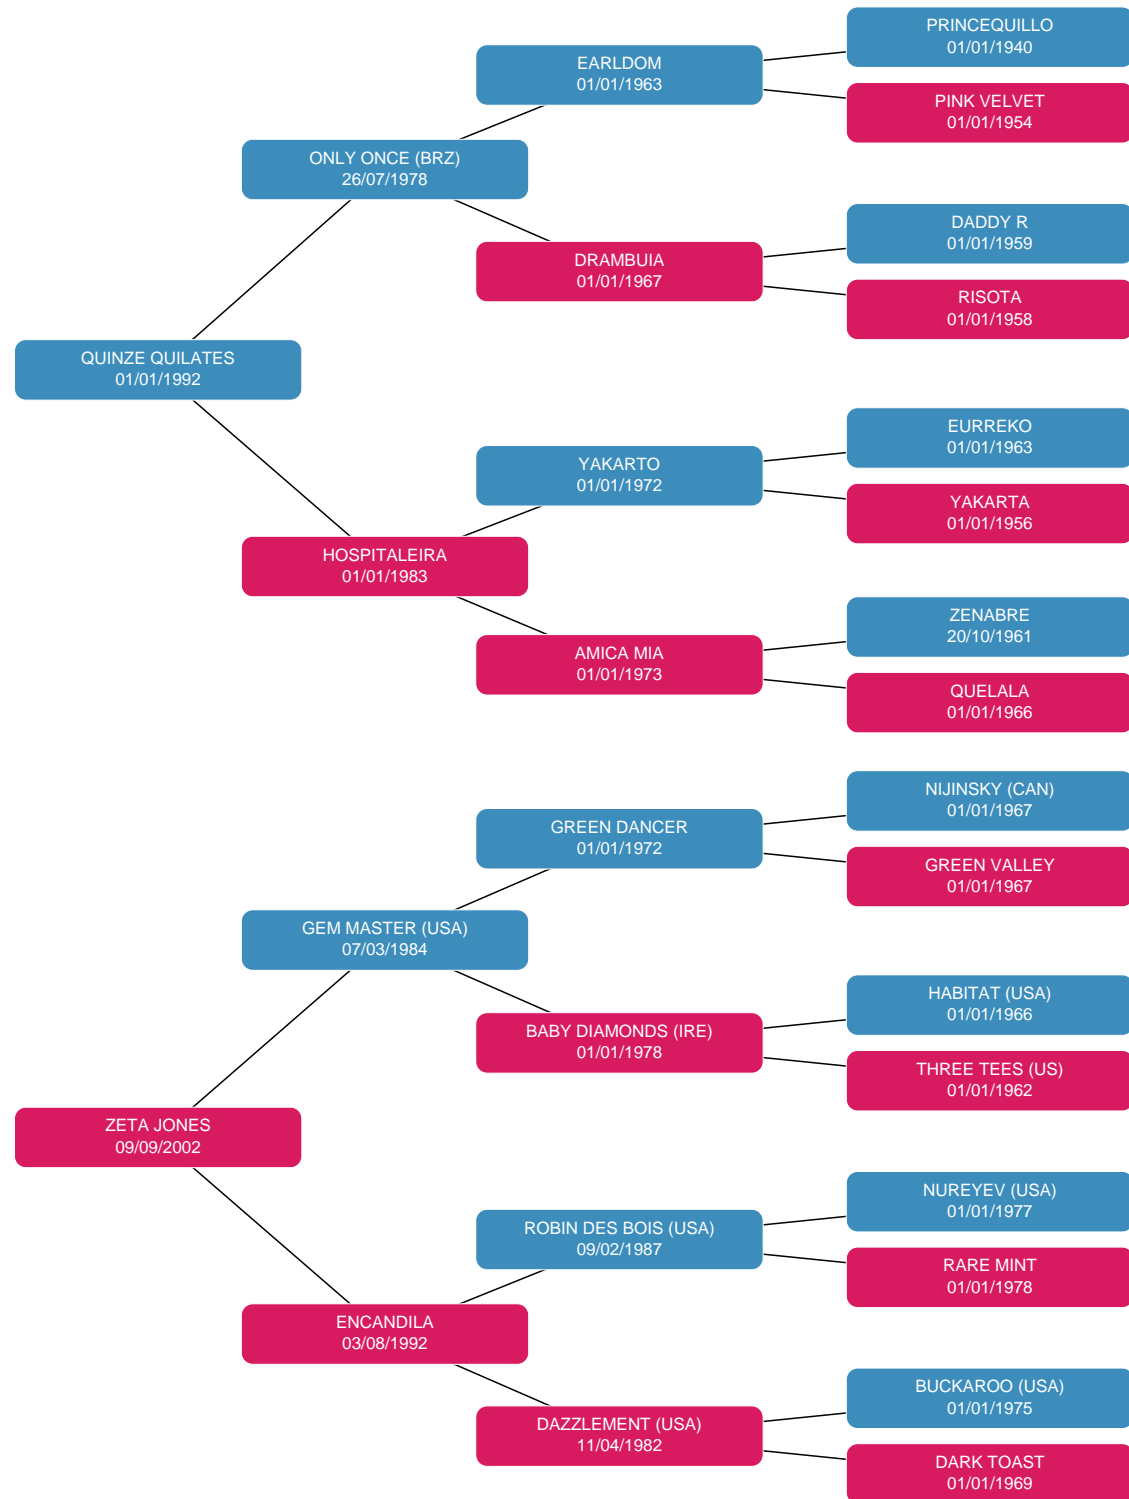 PRINCEQUILLO
01/01/1940
EARLDOM
01/01/1963
PINK VELVET
01/01/1954
ONLY ONCE (BRZ)
26/07/1978
DADDY R
01/01/1959
DRAMBUIA
01/01/1967
RISOTA
01/01/1958
QUINZE QUILATES
01/01/1992
EURREKO
01/01/1963
YAKARTO
01/01/1972
YAKARTA
01/01/1956
HOSPITALEIRA
01/01/1983
ZENABRE
20/10/1961
AMICA MIA
01/01/1973
QUELALA
01/01/1966
NIJINSKY (CAN)
01/01/1967
GREEN DANCER
01/01/1972
GREEN VALLEY
01/01/1967
GEM MASTER (USA)
07/03/1984
HABITAT (USA)
01/01/1966
BABY DIAMONDS (IRE)
01/01/1978
THREE TEES (US)
01/01/1962
ZETA JONES
09/09/2002
NUREYEV (USA)
01/01/1977
ROBIN DES BOIS (USA)
09/02/1987
RARE MINT
01/01/1978
ENCANDILA
03/08/1992
BUCKAROO (USA)
01/01/1975
DAZZLEMENT (USA)
11/04/1982
DARK TOAST
01/01/1969